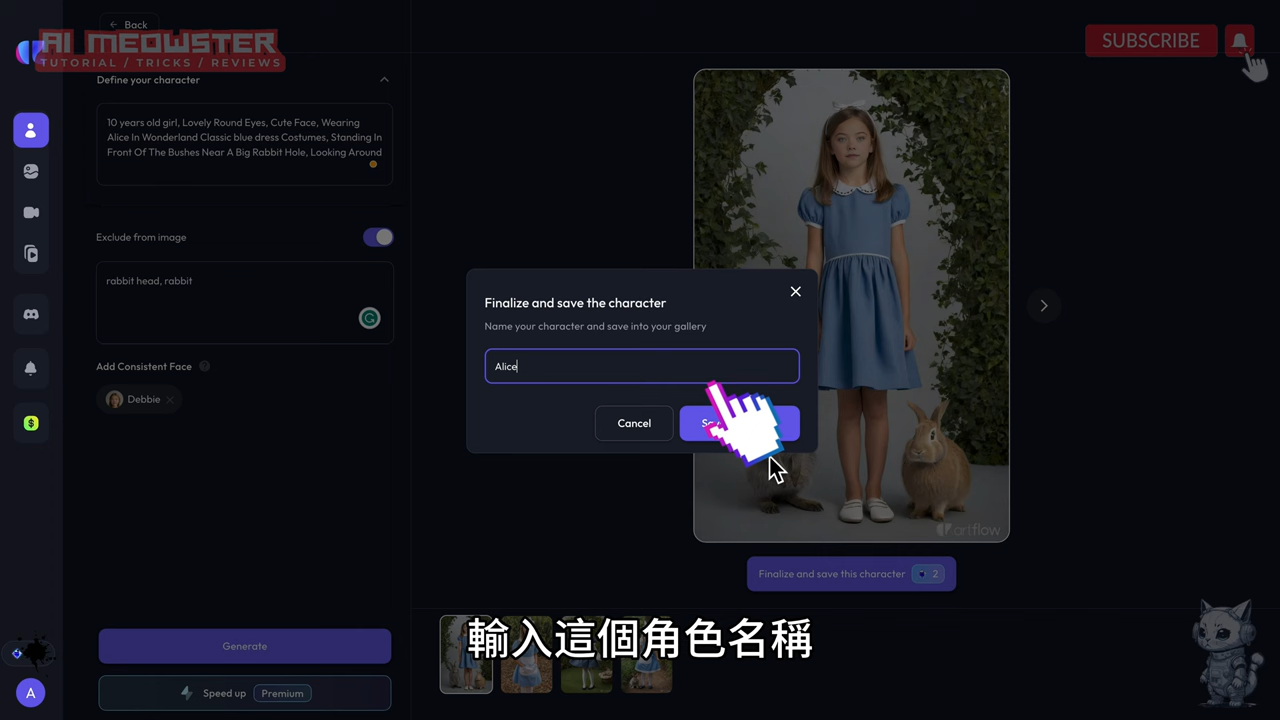 Back
AI MEOWSTER
TUTORIAL / TRICKS / REVIEWS
SUBSCRIBE
Define your character
10 years old girl, Lovely Round Eyes, Cute Face, Wearing
Alice In Wonderland Classic blue dress Costumes, Standing In
Front Of The Bushes Near A Big Rabbit Hole, Looking Around
Exclude from image
rabbit head, rabbit
Add Consistent Face
Debbie
Finalize and save the character
Name your character and save into your gallery
Alice
Cancel
artflow
Finalize and save this character 2
Generate
Speed up Premium
A
輸入這個角色名稱